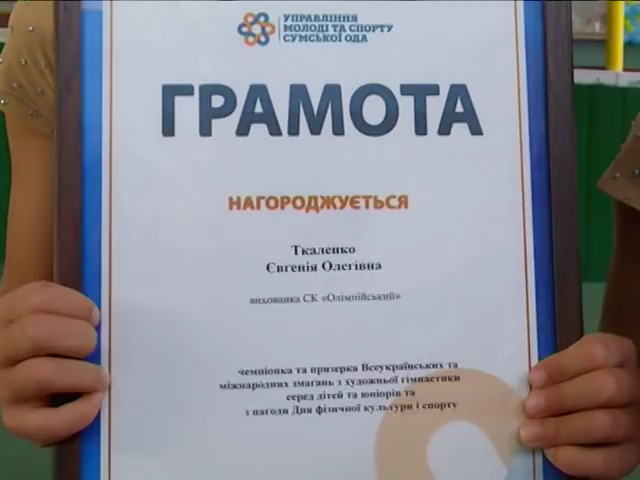 УПРАВЛІННЯ
МОЛОДІ ТА СПОРТУ
СУМСЬКОЇ ОДА
ГРАМОТА
НАГОРОДЖУЄТЬСЯ
Ткаленко
Євгенія Олегівна
вихованка СК «Олімпійський»
чемпіонка та призерка Всеукраїнських та
міжнародних змагань з художньої гімнастики
серед дітей та юніорів та
з нагоди Дня фізичної культури і спорту